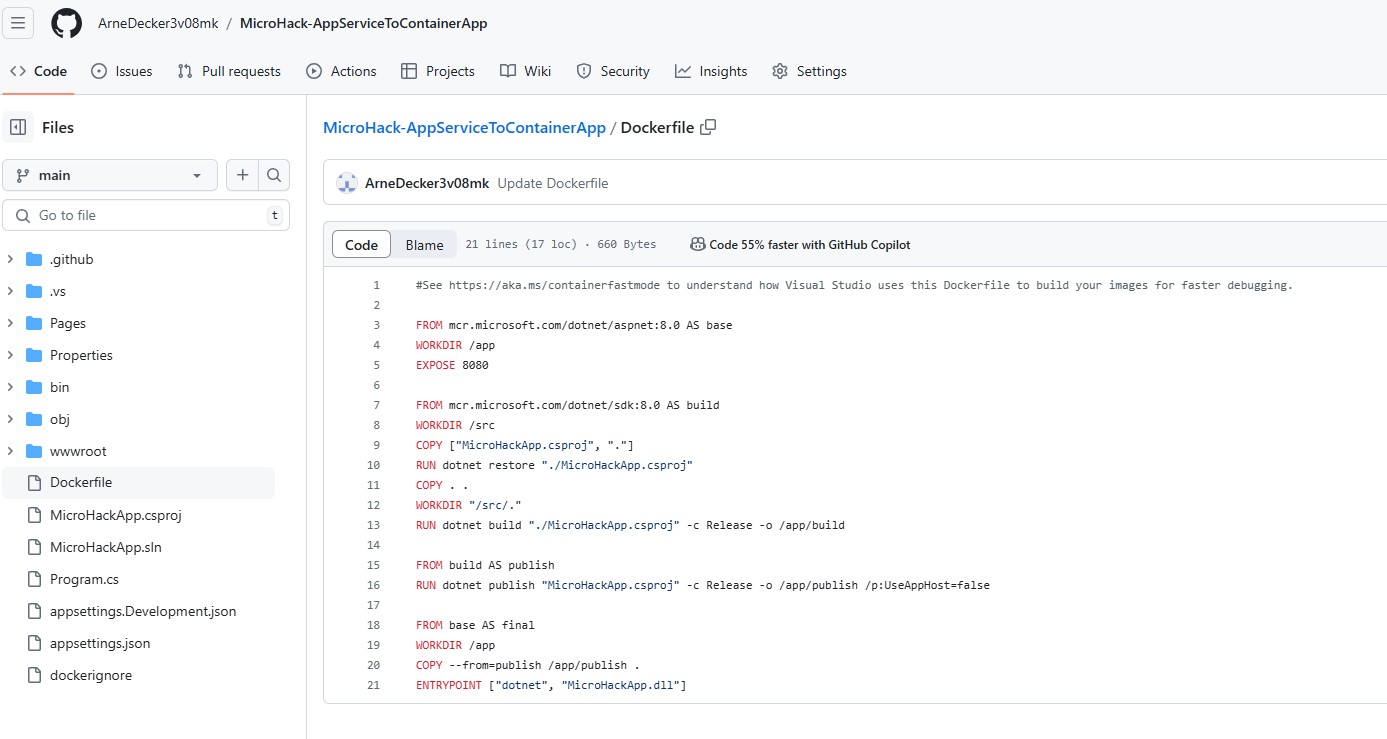 ArneDecker3v08mk / MicroHack-AppServiceToContainerApp
Code Issues Pull requests Actions Projects Wiki Security Insights Settings
Files
main
Go to file t
.github
.vs
Pages
Properties
bin
obj
wwwroot
Dockerfile
MicroHackApp.csproj
MicroHackApp.sln
Program.cs
appsettings.Development.json
appsettings.json
dockerignore
MicroHack-AppServiceToContainerApp / Dockerfile
ArneDecker3v08mk Update Dockerfile
Code Blame 21 lines (17 loc) · 660 Bytes Code 55% faster with GitHub Copilot
1 #See https://aka.ms/containerfastmode to understand how Visual Studio uses this Dockerfile to build your images for faster debugging.
2
3 FROM mcr.microsoft.com/dotnet/aspnet:8.0 AS base
4 WORKDIR /app
5 EXPOSE 8080
6
7 FROM mcr.microsoft.com/dotnet/sdk:8.0 AS build
8 WORKDIR /src
9 COPY ["MicroHackApp.csproj", "."]
10 RUN dotnet restore "./MicroHackApp.csproj"
11 COPY . .
12 WORKDIR "/src/."
13 RUN dotnet build "./MicroHackApp.csproj" -c Release -o /app/build
14
15 FROM build AS publish
16 RUN dotnet publish "MicroHackApp.csproj" -c Release -o /app/publish /p:UseAppHost=false
17
18 FROM base AS final
19 WORKDIR /app
20 COPY --from=publish /app/publish .
21 ENTRYPOINT ["dotnet", "MicroHackApp.dll"]